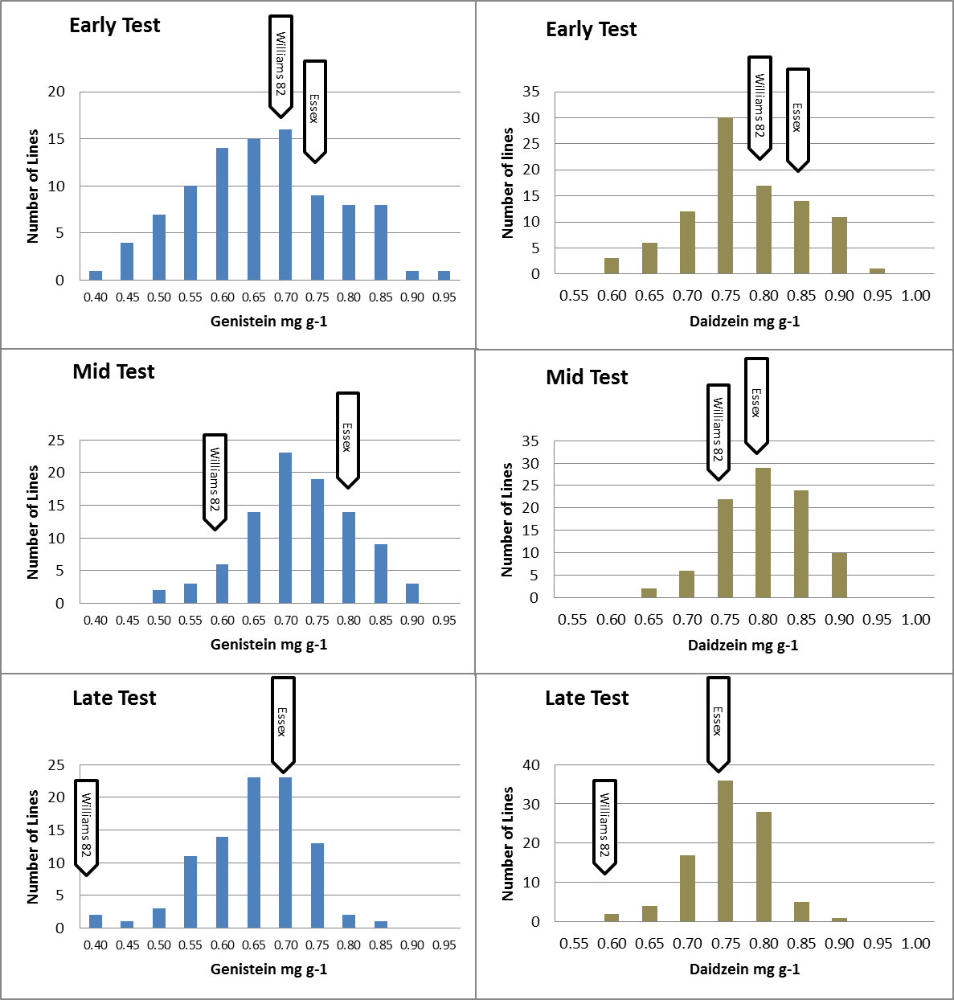 Early Test
Williams 82
Essex
20
15
10
5
0
Number of Lines
0.40 0.45 0.50 0.55 0.60 0.65 0.70 0.75 0.80 0.85 0.90 0.95
Genistein mg g-1
Early Test
Williams 82
Essex
35
30
25
20
15
10
5
0
Number of lines
0.55 0.60 0.65 0.70 0.75 0.80 0.85 0.90 0.95 1.00
Daidzein mg g-1
Mid Test
Williams 82
Essex
25
20
15
10
5
0
Number of Lines
0.40 0.45 0.50 0.55 0.60 0.65 0.70 0.75 0.80 0.85 0.90 0.95
Genistein mg g-1
Mid Test
Williams 82
Essex
35
30
25
20
15
10
5
0
Number of Lines
0.55 0.60 0.65 0.70 0.75 0.80 0.85 0.90 0.95 1.00
Daidzein mg g-1
Late Test
Williams 82
Essex
25
20
15
10
5
0
Number of Lines
0.40 0.45 0.50 0.55 0.60 0.65 0.70 0.75 0.80 0.85 0.90 0.95
Genistein mg g-1
Late Test
Williams 82
Essex
40
30
20
10
0
Number of Lines
0.55 0.60 0.65 0.70 0.75 0.80 0.85 0.90 0.95 1.00
Daidzein mg g-1